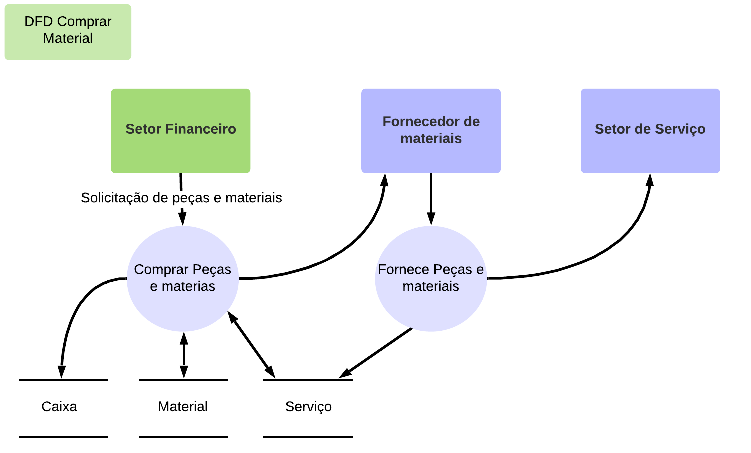 DFD Comprar
Material
Setor Financeiro
Fornecedor de
materiais
Setor de Serviço
Solicitação de peças e materiais
Comprar Peças
e materias
Fornece Peças e
materiais
Caixa
Material
Serviço